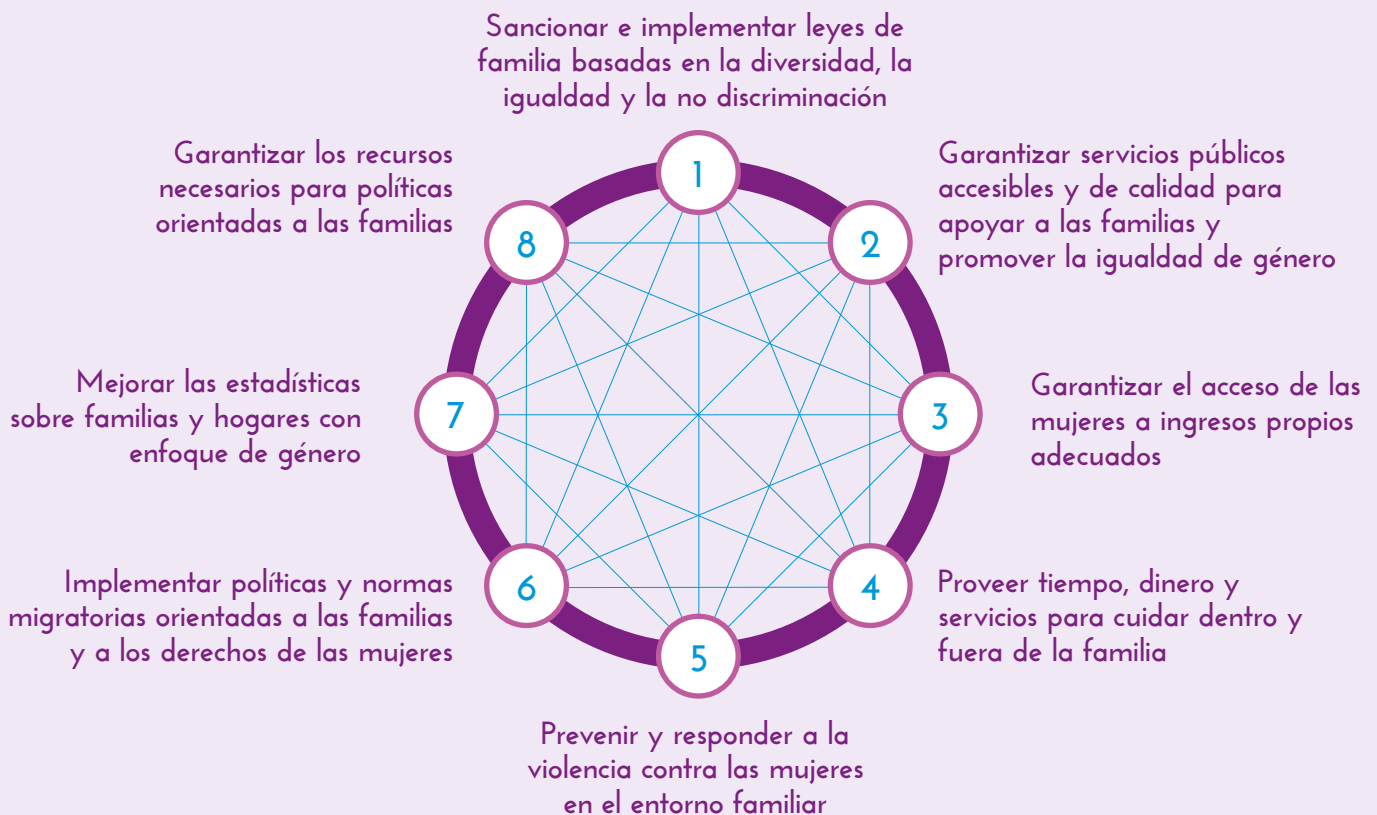 Sancionar e implementar leyes de
familia basadas en la diversidad, la
igualdad y la no discriminación
1
Garantizar servicios públicos
accesibles y de calidad para
apoyar a las familias y
promover la igualdad de género
2
Garantizar el acceso de las
mujeres a ingresos propios
adecuados
3
Proveer tiempo, dinero y
servicios para cuidar dentro y
fuera de la familia
4
Prevenir y responder a la
violencia contra las mujeres
en el entorno familiar
5
Implementar políticas y normas
migratorias orientadas a las familias
y a los derechos de las mujeres
6
Mejorar las estadísticas
sobre familias y hogares con
enfoque de género
7
Garantizar los recursos
necesarios para políticas
orientadas a las familias
8